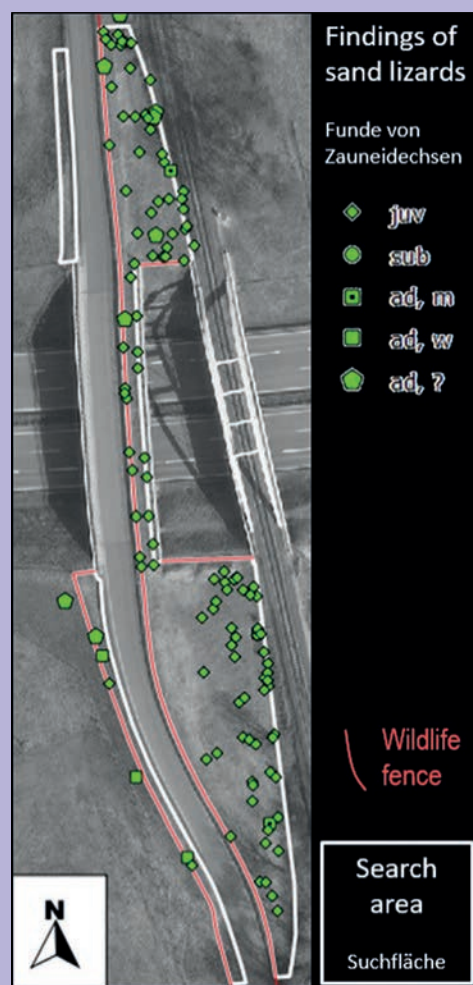 Findings of
sand lizards
Funde von
Zauneidechsen
juv
sub
ad, m
ad, w
ad, ?
Wildlife
fence
Search
area
Suchfläche
N